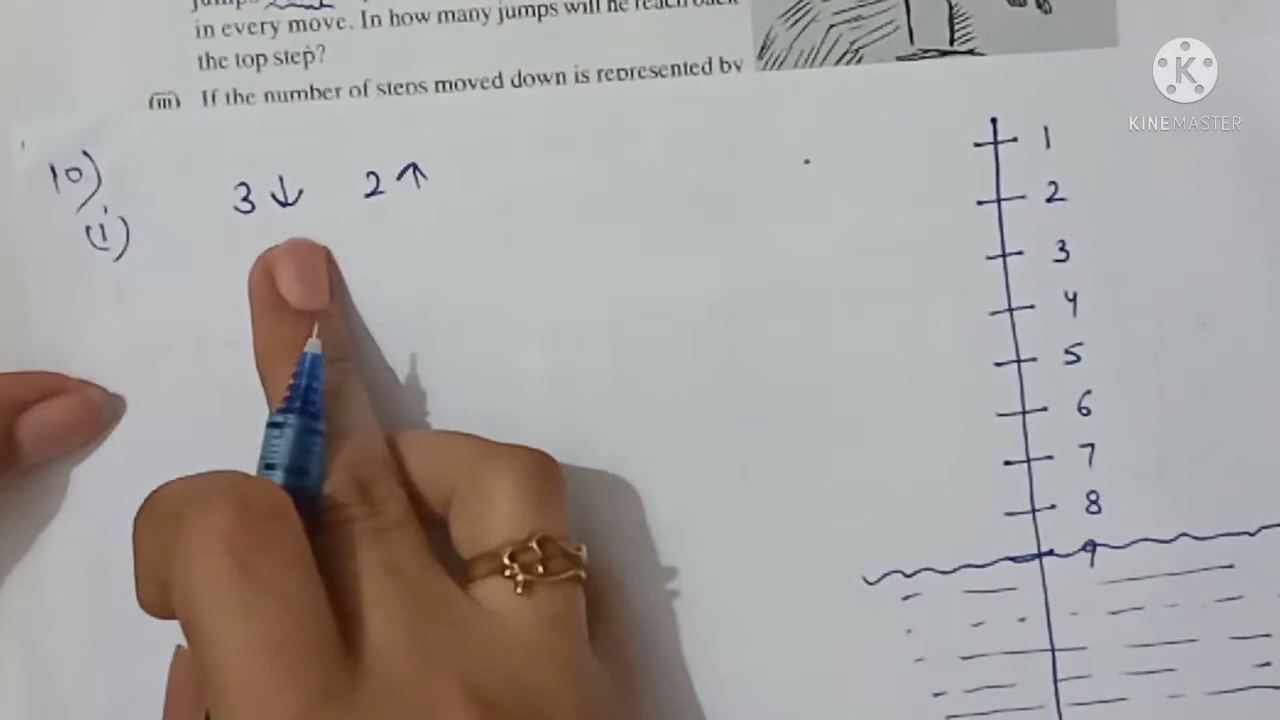 in every move. In how many jumps will he reach back
the top step?
(iii) If the number of steps moved down is represented by
10)
(i)
3 ↓ 2 ↑
1
2
3
4
5
6
7
8
9
K
KINEMASTER